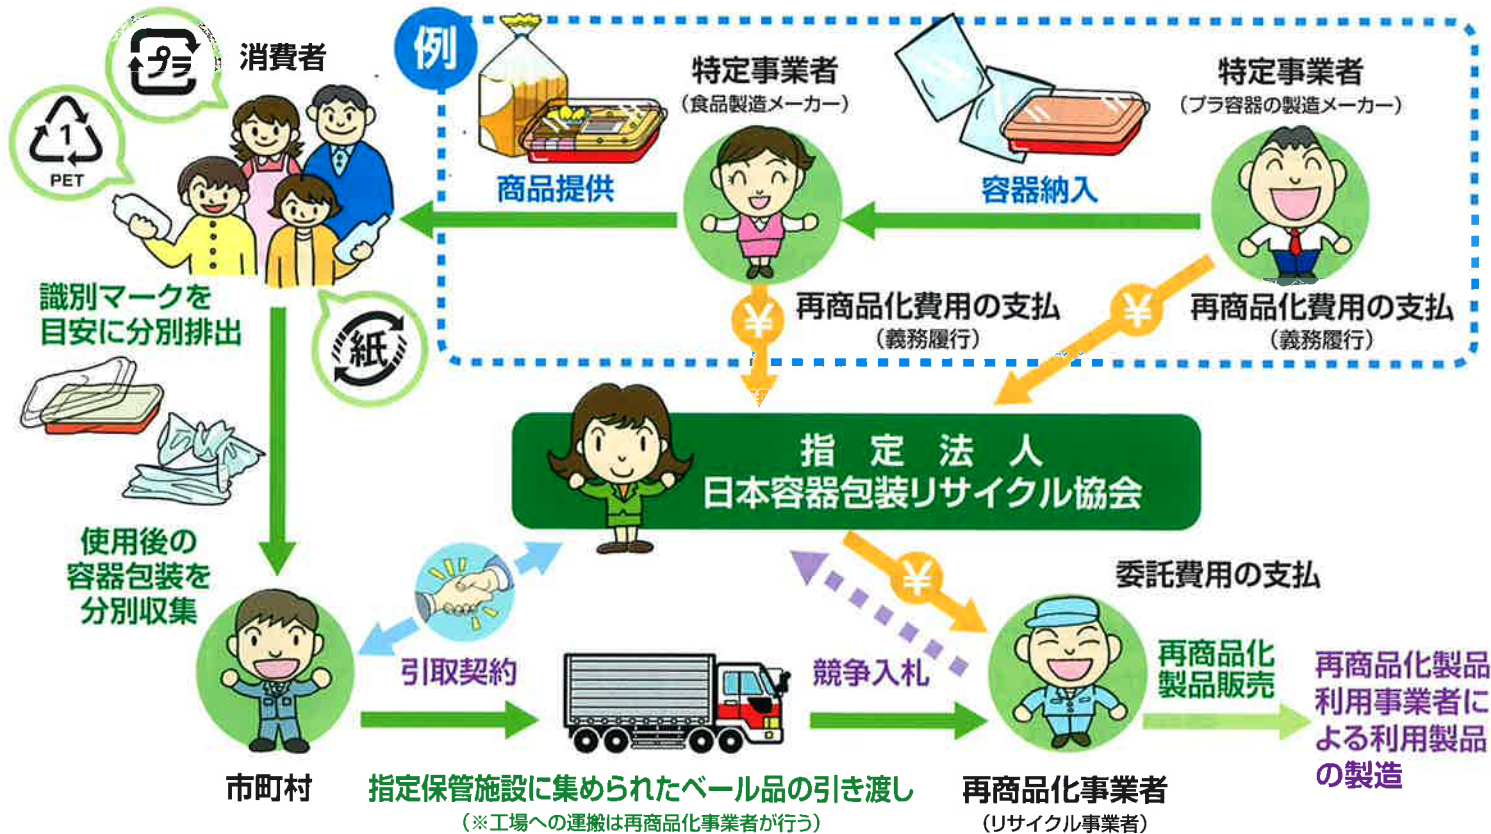 プラ
消費者
1
PET
例
特定事業者
（食品製造メーカー）
特定事業者
（プラ容器の製造メーカー）
商品提供
容器納入
識別マークを
目安に分別排出
紙
¥
再商品化費用の支払
（義務履行）
¥
再商品化費用の支払
（義務履行）
指定法人
日本容器包装リサイクル協会
使用後の
容器包装を
分別収集
¥
委託費用の支払
引取契約
競争入札
再商品化
製品販売
再商品化製品
利用事業者に
よる利用製品
の製造
市町村
指定保管施設に集められたベール品の引き渡し
（※工場への運搬は再商品化事業者が行う）
再商品化事業者
（リサイクル事業者）